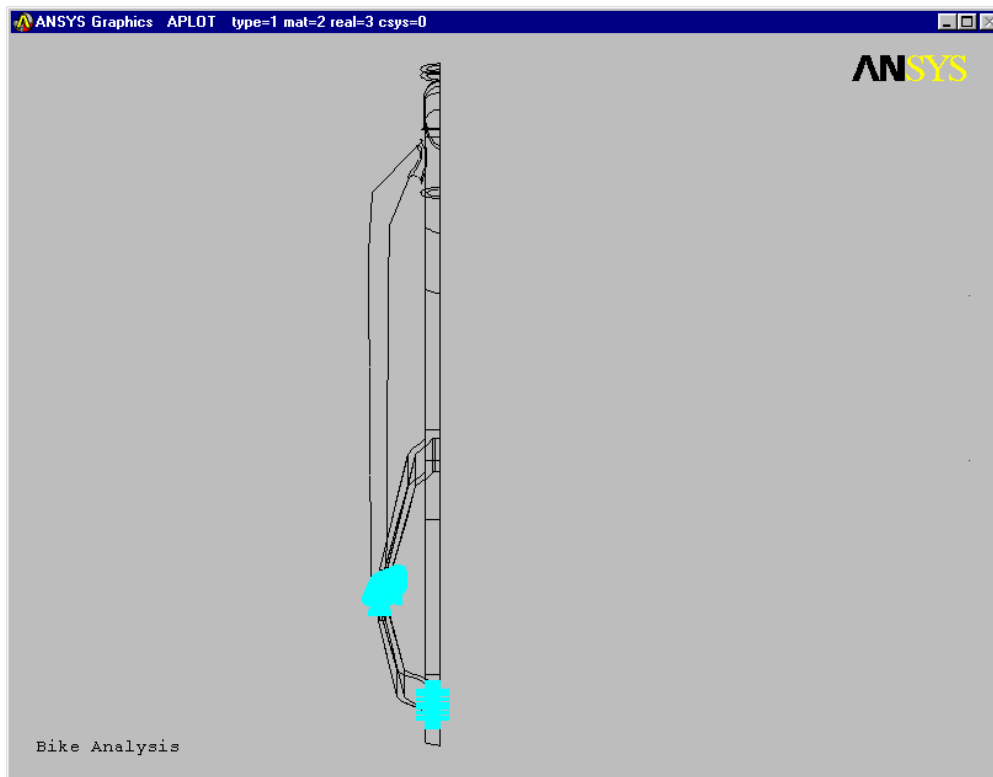 ANSYS Graphics APLOT type=1 mat=2 real=3 csys=0
ANSYS
Bike Analysis